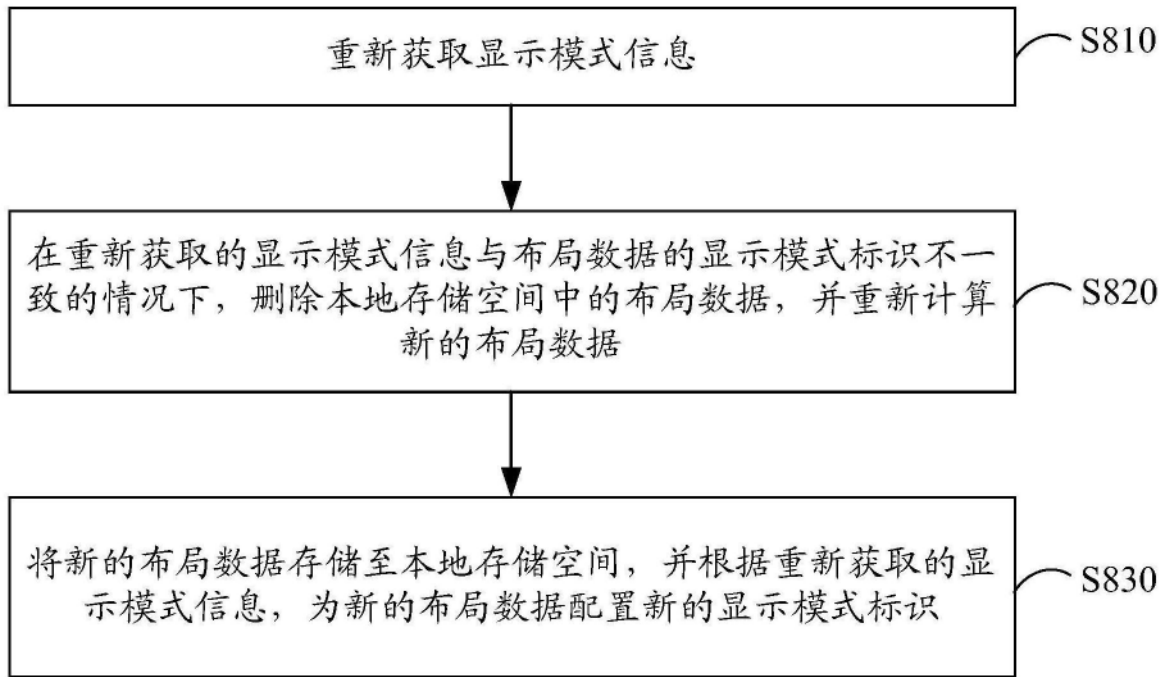 重新获取显示模式信息
S810
在重新获取的显示模式信息与布局数据的显示模式标识不一
致的情况下，删除本地存储空间中的布局数据，并重新计算
新的布局数据
S820
将新的布局数据存储至本地存储空间，并根据重新获取的显
示模式信息，为新的布局数据配置新的显示模式标识
S830